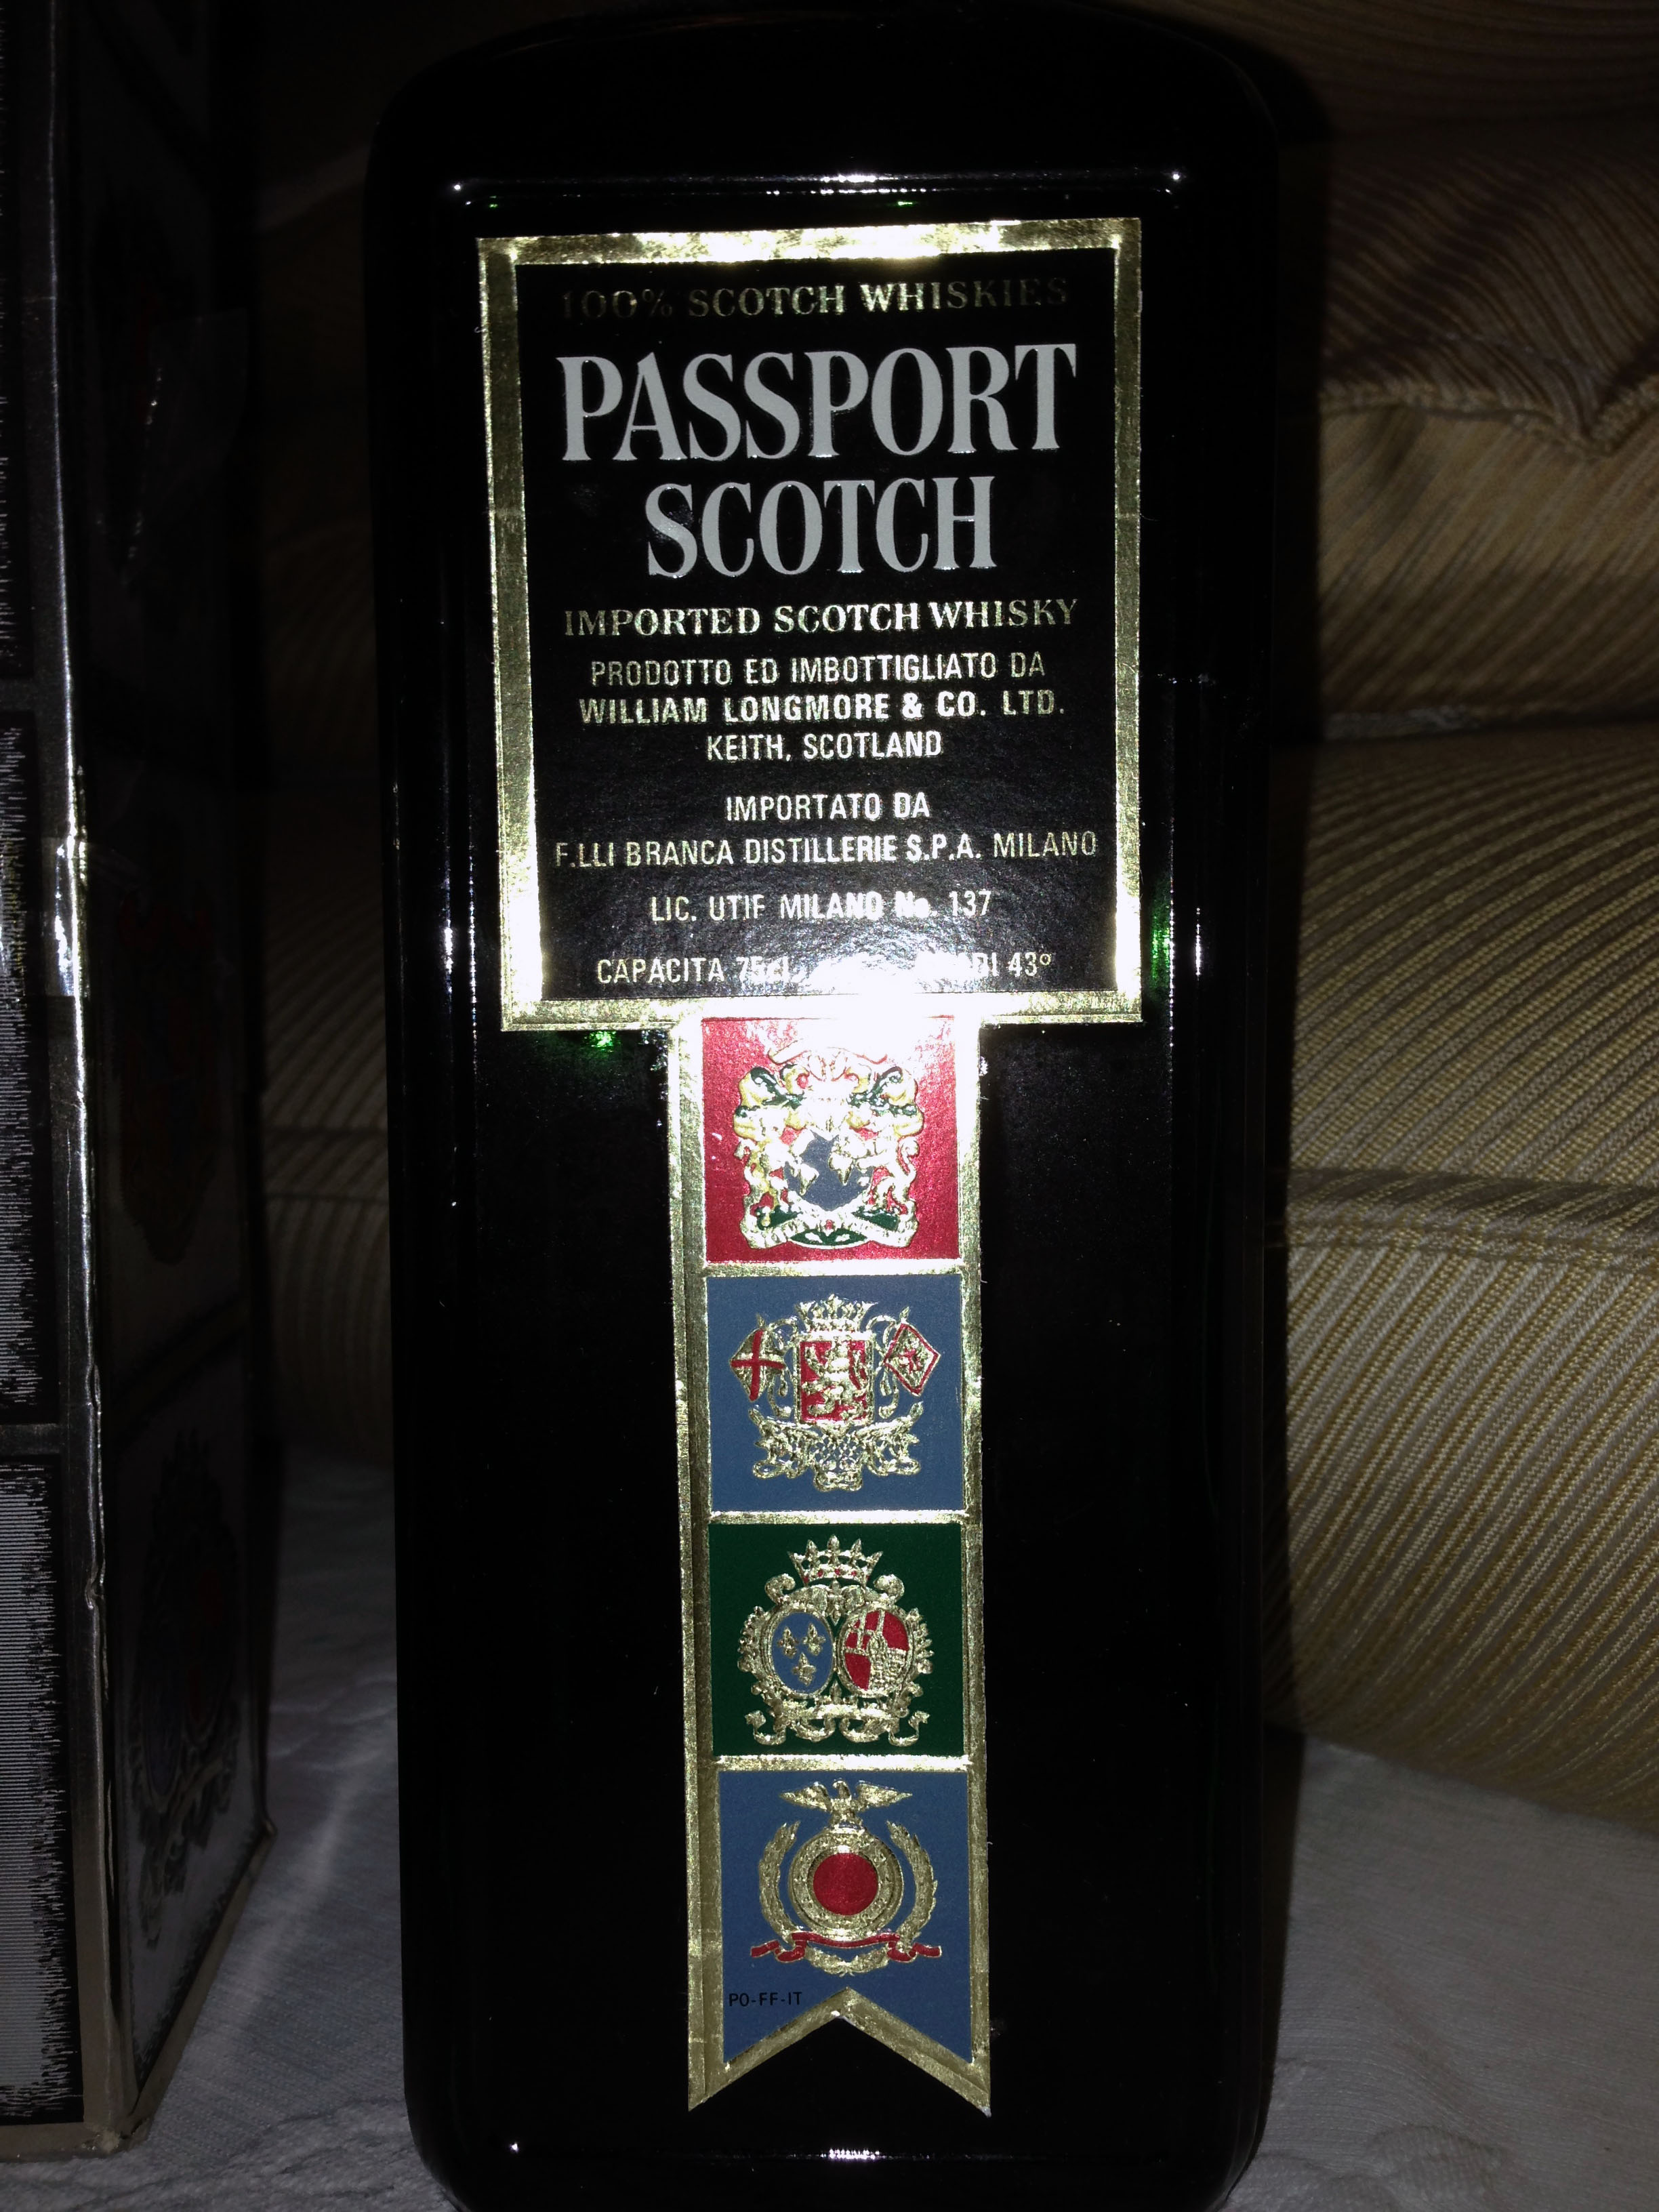 100% SCOTCH WHISKIES
PASSPORT
SCOTCH
IMPORTED SCOTCH WHISKY
PRODOTTO ED IMBOTTIGLIATO DA
WILLIAM LONGMORE & CO. LTD.
KEITH, SCOTLAND
IMPORTATO DA
F.LLI BRANCA DISTILLERIE S.P.A. MILANO
LIC. UTIF MILANO No. 137
CAPACITA 75cl. 43°
PO-FF-IT